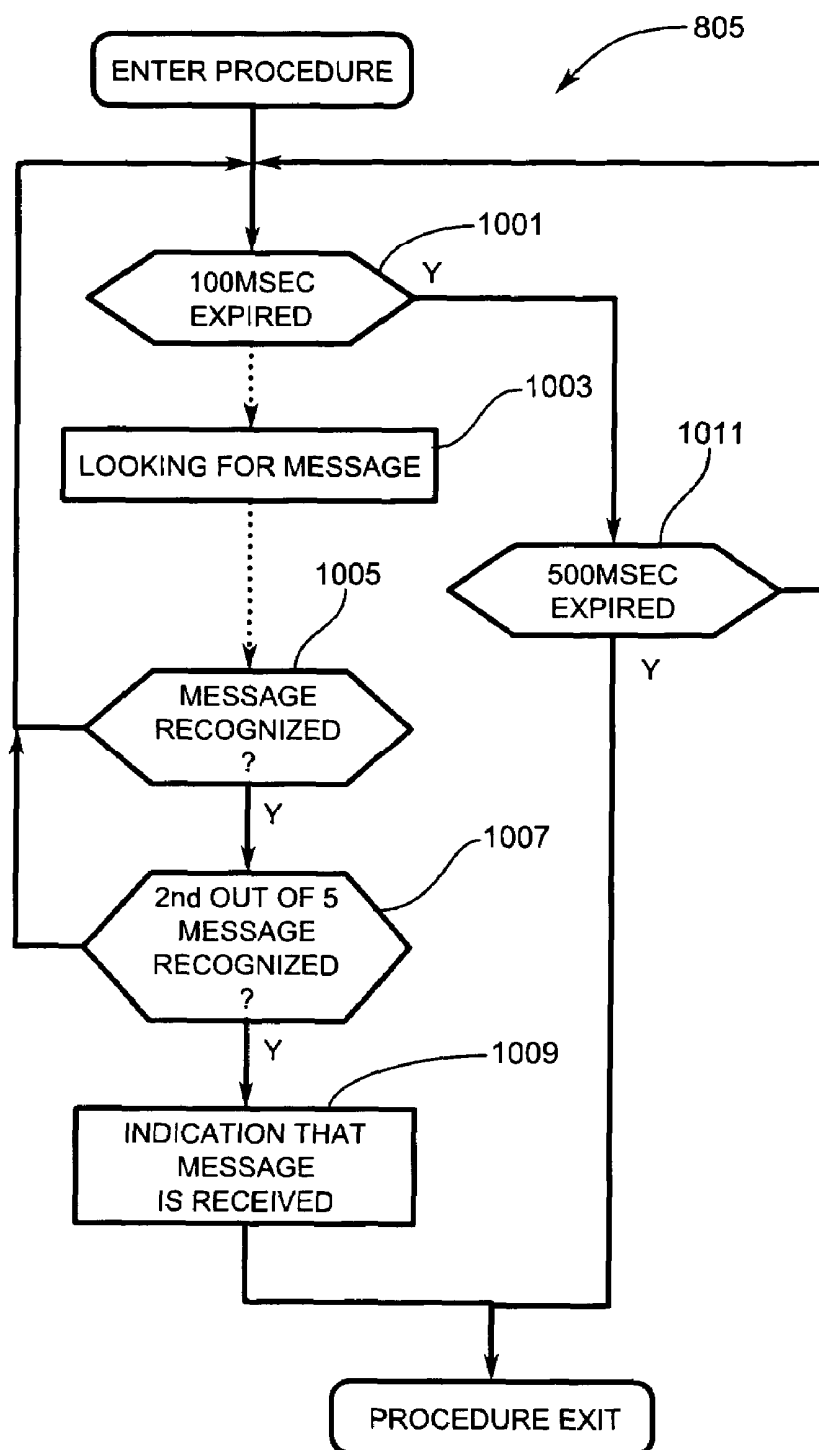 805
ENTER PROCEDURE
1001
100MSEC
EXPIRED
Y
1003
LOOKING FOR MESSAGE
1011
500MSEC
EXPIRED
Y
1005
MESSAGE
RECOGNIZED
?
Y
1007
2nd OUT OF 5
MESSAGE
RECOGNIZED
?
Y
1009
INDICATION THAT
MESSAGE
IS RECEIVED
PROCEDURE EXIT